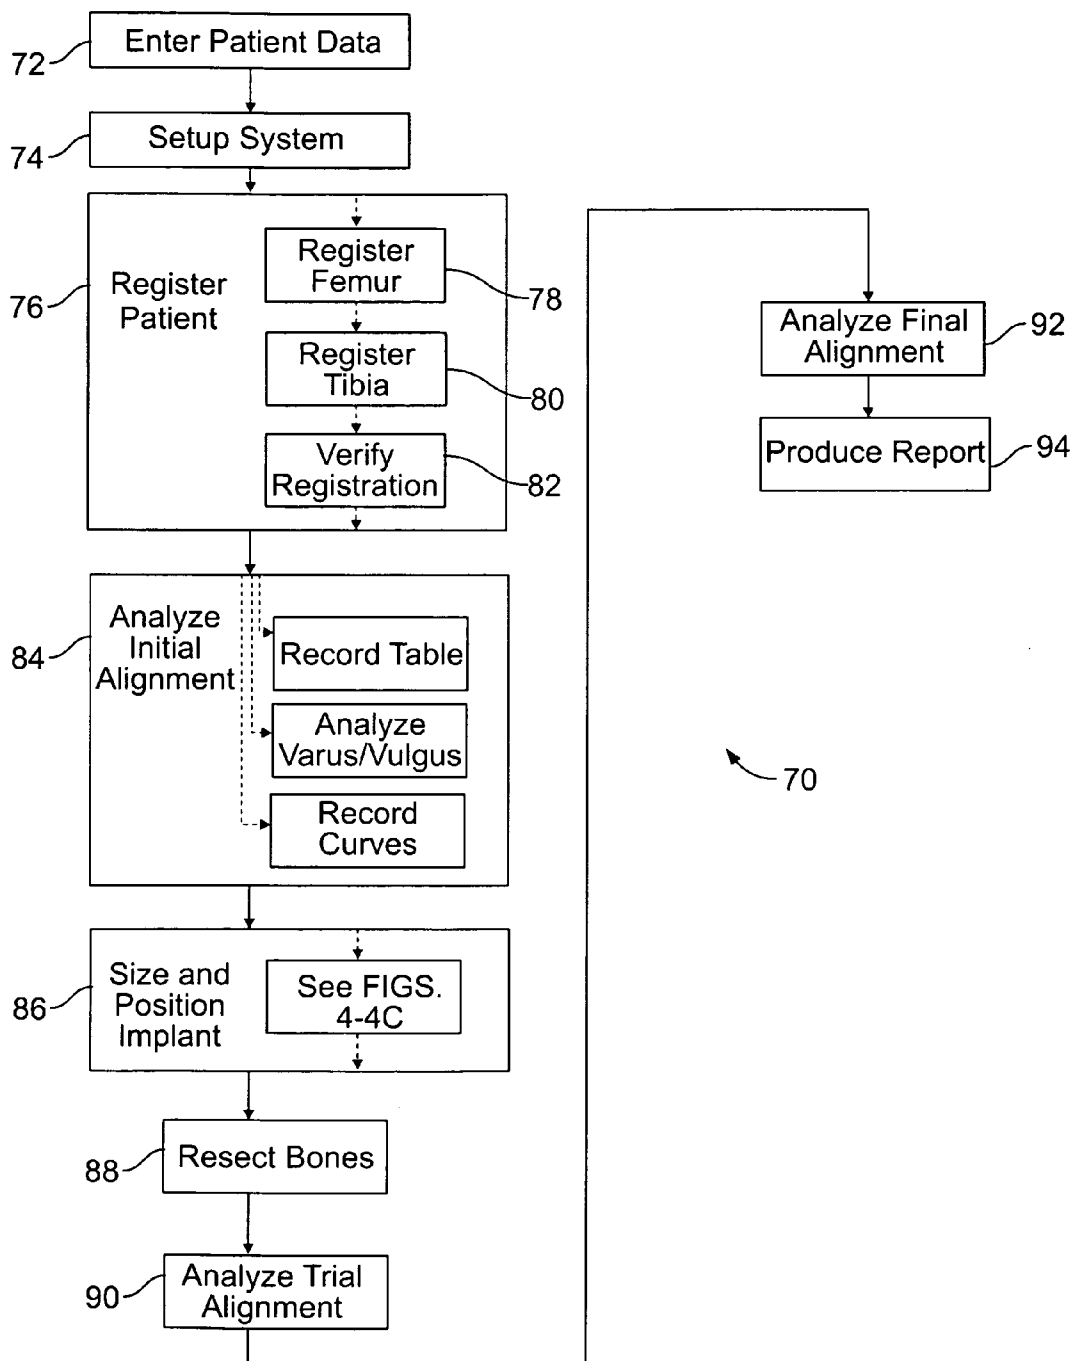 Enter Patient Data
72
Setup System
74
Register
Patient
76
Register
Femur
78
Register
Tibia
80
Verify
Registration
82
Analyze
Initial
Alignment
84
Record Table
Analyze
Varus/Vulgus
Record
Curves
Size and
Position
Implant
86
See FIGS.
4-4C
Resect Bones
88
Analyze Trial
Alignment
90
Analyze Final
Alignment
92
Produce Report
94
70